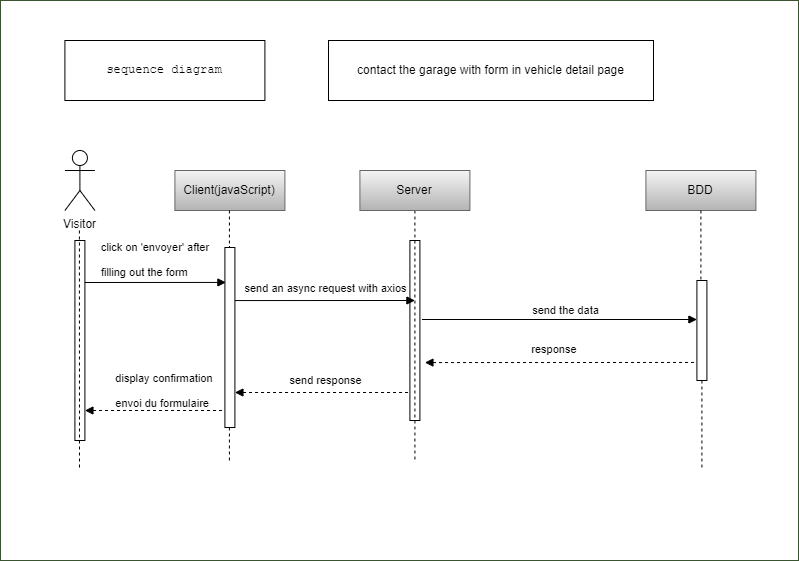 sequence diagram
contact the garage with form in vehicle detail page
Visitor
Client(javaScript)
Server
BDD
click on 'envoyer' after
filling out the form
send an async request with axios
send the data
response
send response
display confirmation
envoi du formulaire